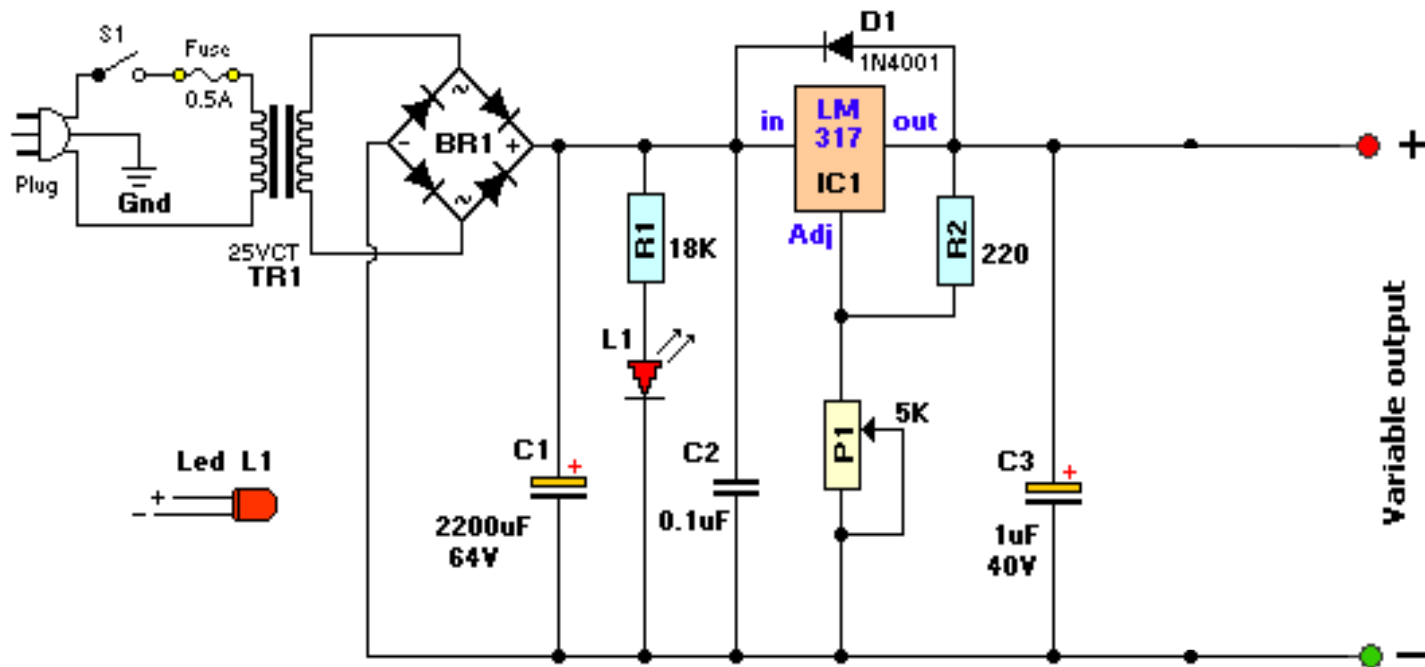 S1
Fuse
0.5A
Plug
Gnd
25VCT
TR1
~
BR1
-
+
~
D1
1N4001
in
LM
317
out
IC1
Adj
R1
18K
R2
220
L1
P1
5K
C1
+
2200uF
64V
C2
0.1uF
C3
+
1uF
40V
Led L1
+
−
+
Variable output
−